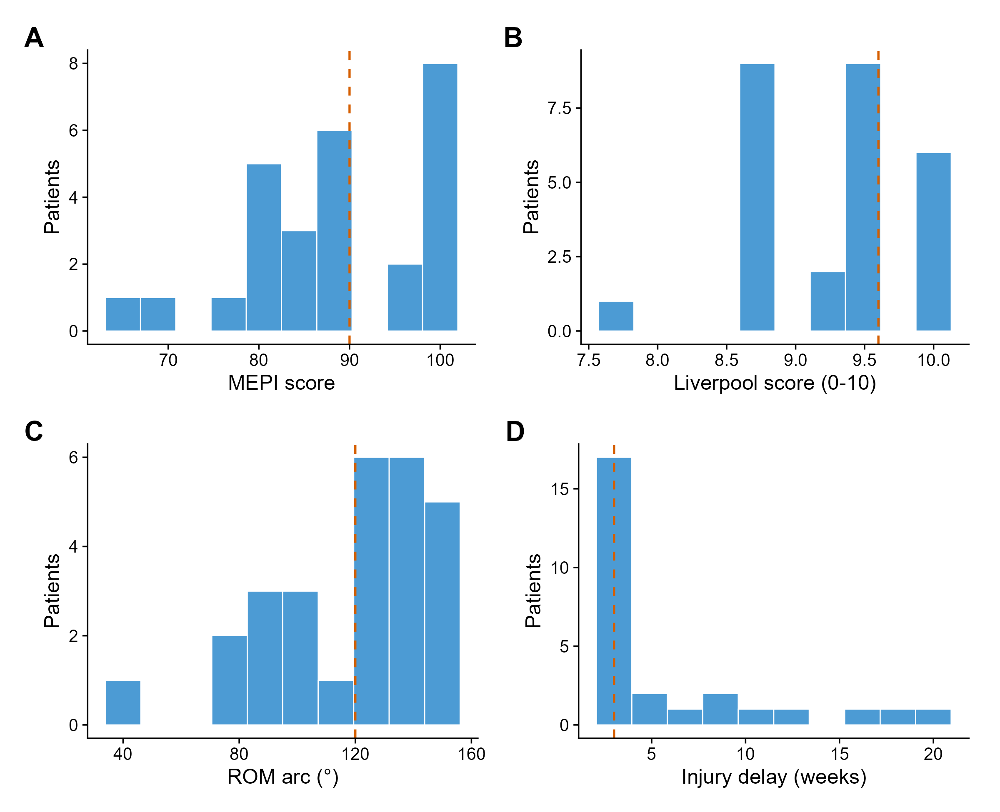 A
8
6
4
2
0
Patients
70 80 90 100
MEPI score
B
7.5
5.0
2.5
0.0
Patients
7.5 8.0 8.5 9.0 9.5 10.0
Liverpool score (0-10)
C
6
4
2
0
Patients
40 80 120 160
ROM arc (°)
D
15
10
5
0
Patients
5 10 15 20
Injury delay (weeks)